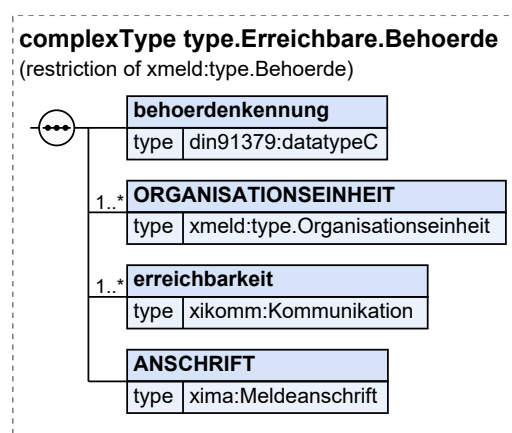 complexType type.Erreichbare.Behoerde
(restriction of xmeld:type.Behoerde)
behoerdenkennung
type din91379:datatypeC
1..* ORGANISATIONSEINHEIT
type xmeld:type.Organisationseinheit
1..* erreichbarkeit
type xikomm:Kommunikation
ANSCHRIFT
type xima:Meldeanschrift